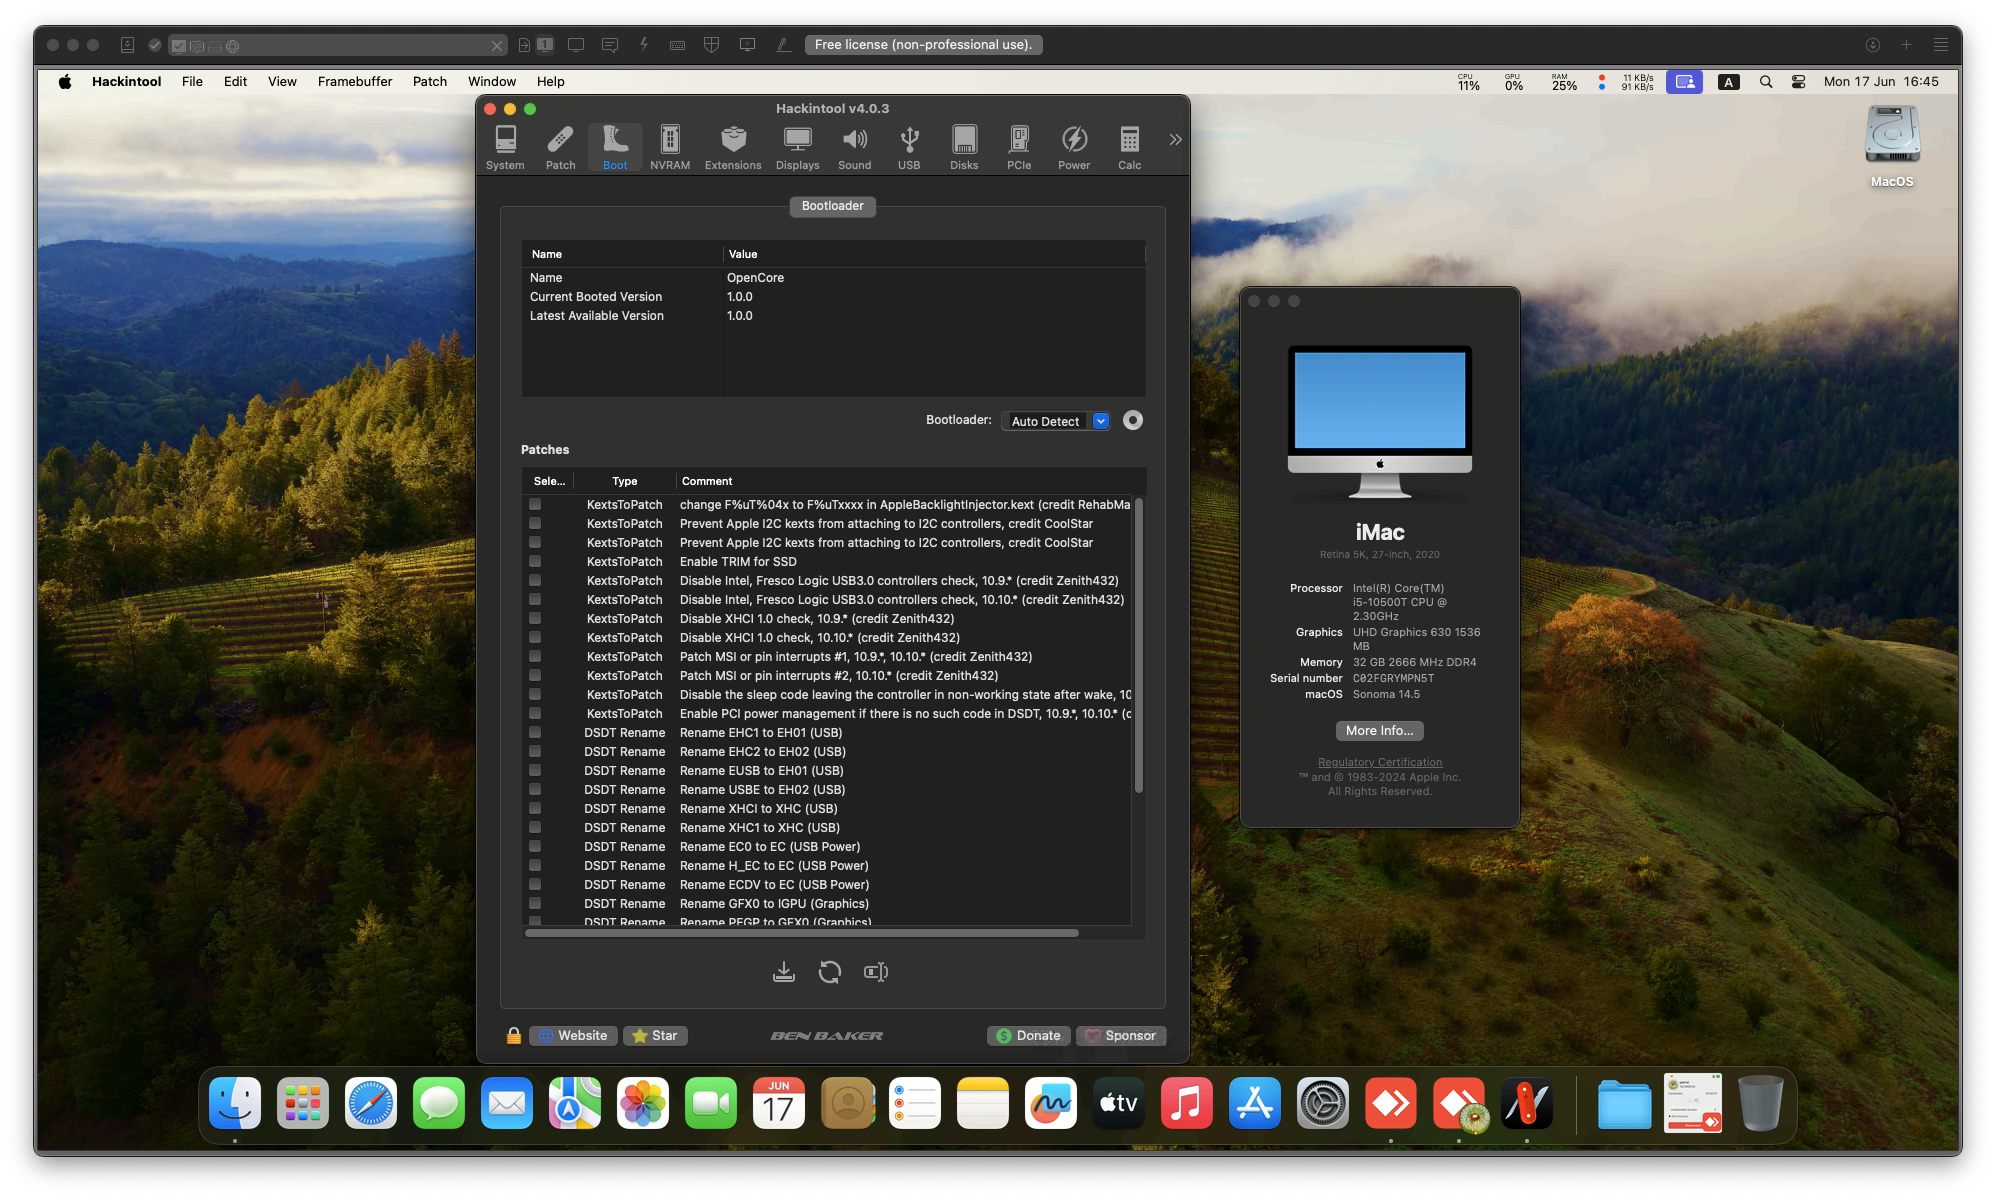 1
Free license (non-professional use).
Hackintool File Edit View Framebuffer Patch Window Help
CPU 11% GPU 0% RAM 25% 11 KB/s 91 KB/s A Mon 17 Jun 16:45
MacOS
Hackintool v4.0.3
System Patch Boot NVRAM Extensions Displays Sound USB Disks PCIe Power Calc
Bootloader
Name Value
Name OpenCore
Current Booted Version 1.0.0
Latest Available Version 1.0.0
Bootloader: Auto Detect
Patches
Sele... Type Comment
KextsToPatch change F%uT%04x to F%uTxxxx in AppleBacklightInjector.kext (credit RehabMa
KextsToPatch Prevent Apple I2C kexts from attaching to I2C controllers, credit CoolStar
KextsToPatch Prevent Apple I2C kexts from attaching to I2C controllers, credit CoolStar
KextsToPatch Enable TRIM for SSD
KextsToPatch Disable Intel, Fresco Logic USB3.0 controllers check, 10.9.* (credit Zenith432)
KextsToPatch Disable Intel, Fresco Logic USB3.0 controllers check, 10.10.* (credit Zenith432)
KextsToPatch Disable XHCI 1.0 check, 10.9.* (credit Zenith432)
KextsToPatch Disable XHCI 1.0 check, 10.10.* (credit Zenith432)
KextsToPatch Patch MSI or pin interrupts #1, 10.9.*, 10.10.* (credit Zenith432)
KextsToPatch Patch MSI or pin interrupts #2, 10.10.* (credit Zenith432)
KextsToPatch Disable the sleep code leaving the controller in non-working state after wake, 10
KextsToPatch Enable PCI power management if there is no such code in DSDT, 10.9.*, 10.10.* (c
DSDT Rename Rename EHC1 to EH01 (USB)
DSDT Rename Rename EHC2 to EH02 (USB)
DSDT Rename Rename EUSB to EH01 (USB)
DSDT Rename Rename USBE to EH02 (USB)
DSDT Rename Rename XHCI to XHC (USB)
DSDT Rename Rename XHC1 to XHC (USB)
DSDT Rename Rename EC0 to EC (USB Power)
DSDT Rename Rename H_EC to EC (USB Power)
DSDT Rename Rename ECDV to EC (USB Power)
DSDT Rename Rename GFX0 to IGPU (Graphics)
DSDT Rename Rename PEGP to GFX0 (Graphics)
Website Star BEN BAKER Donate Sponsor
iMac
Retina 5K, 27-inch, 2020
Processor Intel(R) Core(TM)
i5-10500T CPU @
2.30GHz
Graphics UHD Graphics 630 1536
MB
Memory 32 GB 2666 MHz DDR4
Serial number C02FGRYMPN5T
macOS Sonoma 14.5
More Info...
Regulatory Certification
™ and © 1983-2024 Apple Inc.
All Rights Reserved.
JUN
17
tv